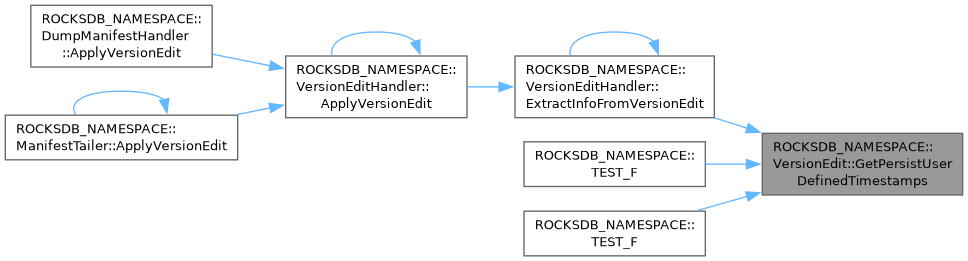 ROCKSDB_NAMESPACE::
DumpManifestHandler
::ApplyVersionEdit
ROCKSDB_NAMESPACE::
ManifestTailer::ApplyVersionEdit
ROCKSDB_NAMESPACE::
VersionEditHandler::
ApplyVersionEdit
ROCKSDB_NAMESPACE::
VersionEditHandler::
ExtractInfoFromVersionEdit
ROCKSDB_NAMESPACE::
TEST_F
ROCKSDB_NAMESPACE::
TEST_F
ROCKSDB_NAMESPACE::
VersionEdit::GetPersistUser
DefinedTimestamps